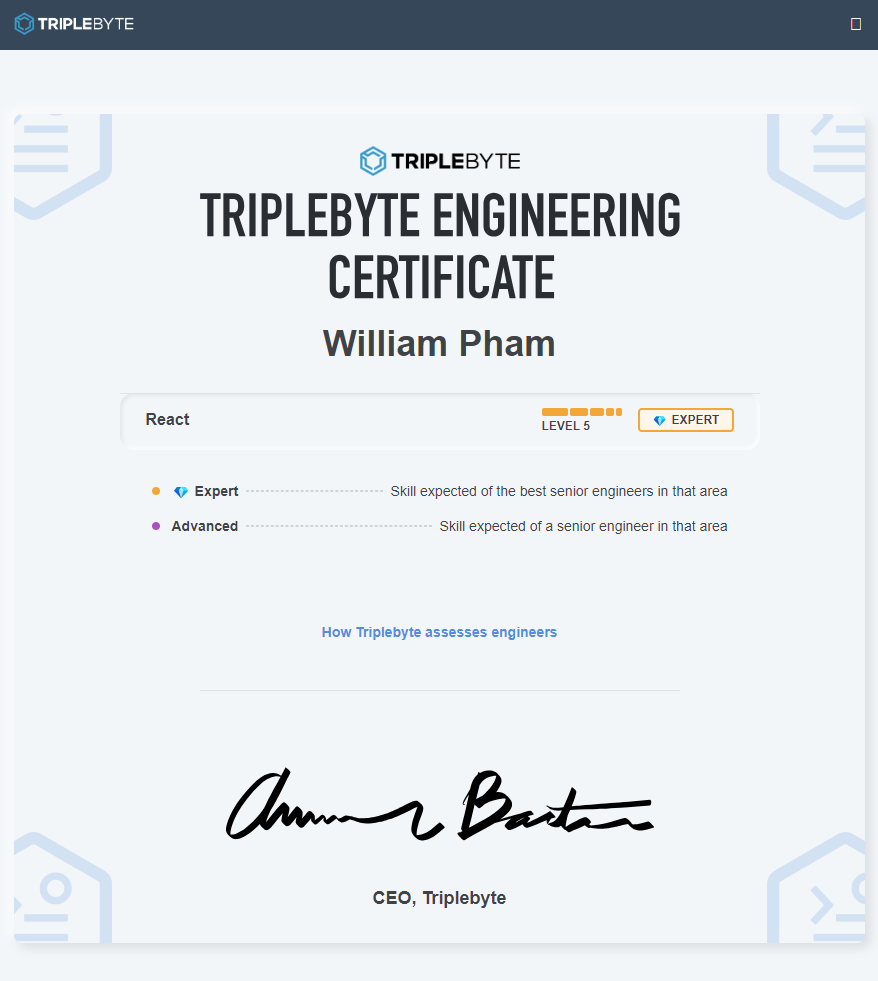 TRIPLEBYTE
TRIPLEBYTE
TRIPLEBYTE ENGINEERING
CERTIFICATE
William Pham
React
LEVEL 5
EXPERT
Expert Skill expected of the best senior engineers in that area
Advanced Skill expected of a senior engineer in that area
How Triplebyte assesses engineers
CEO, Triplebyte